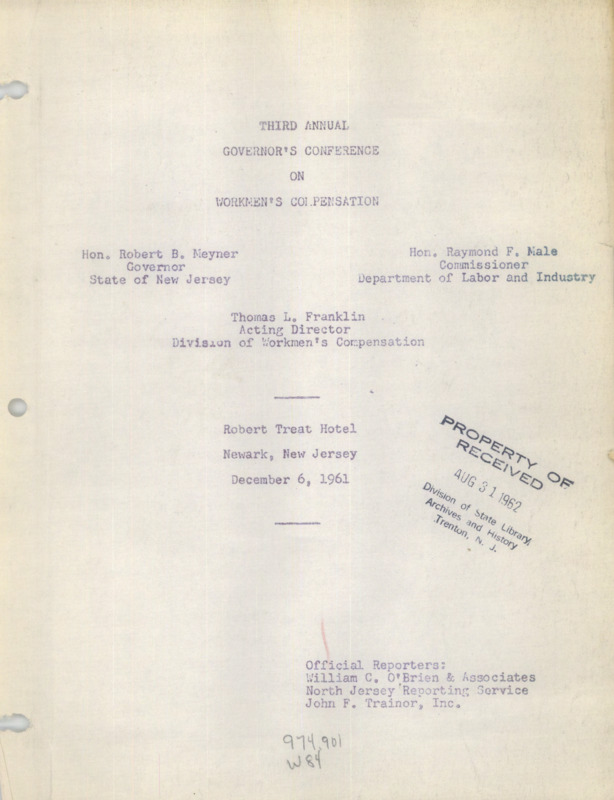 THIRD ANNUAL
GOVERNOR'S CONFERENCE
ON
WORKMEN'S COMPENSATION
Hon. Robert B. Meyner
Governor
State of New Jersey
Hon. Raymond F. Male
Commissioner
Department of Labor and Industry
Thomas L. Franklin
Acting Director
Division of Workmen's Compensation
Robert Treat Hotel
Newark, New Jersey
December 6, 1961
PROPERTY OF
RECEIVED
AUG 31 1962
Division of State Library,
Archives and History
Trenton, N. J.
Official Reporters:
William C. O'Brien & Associates
North Jersey Reporting Service
John F. Trainor, Inc.
974.901
W84